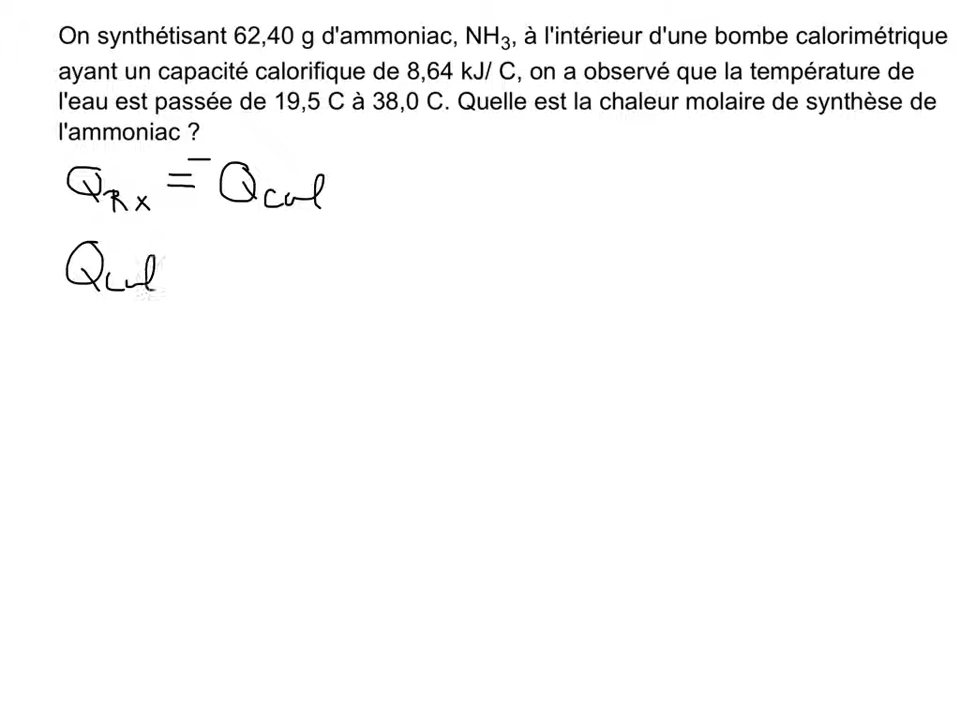 On synthétisant 62,40 g d'ammoniac, NH3, à l'intérieur d'une bombe calorimétrique
ayant un capacité calorifique de 8,64 kJ/ C, on a observé que la température de
l'eau est passée de 19,5 C à 38,0 C. Quelle est la chaleur molaire de synthèse de
l'ammoniac ?
QRx = - Qcal
Qcal